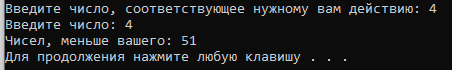 Введите число, соответствующее нужному вам действию: 4
Введите число: 4
Чисел, меньше вашего: 51
Для продолжения нажмите любую клавишу . . .